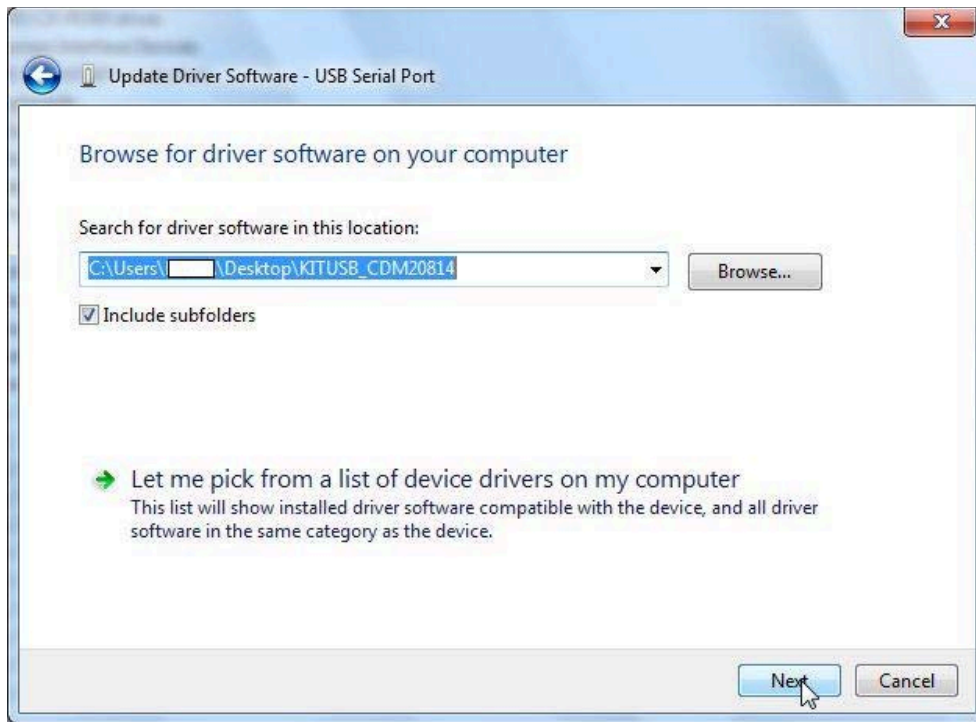 Update Driver Software - USB Serial Port
Browse for driver software on your computer
Search for driver software in this location:
C:\Users\ \Desktop\KITUSB_CDM20814
Browse...
Include subfolders
Let me pick from a list of device drivers on my computer
This list will show installed driver software compatible with the device, and all driver
software in the same category as the device.
Next
Cancel